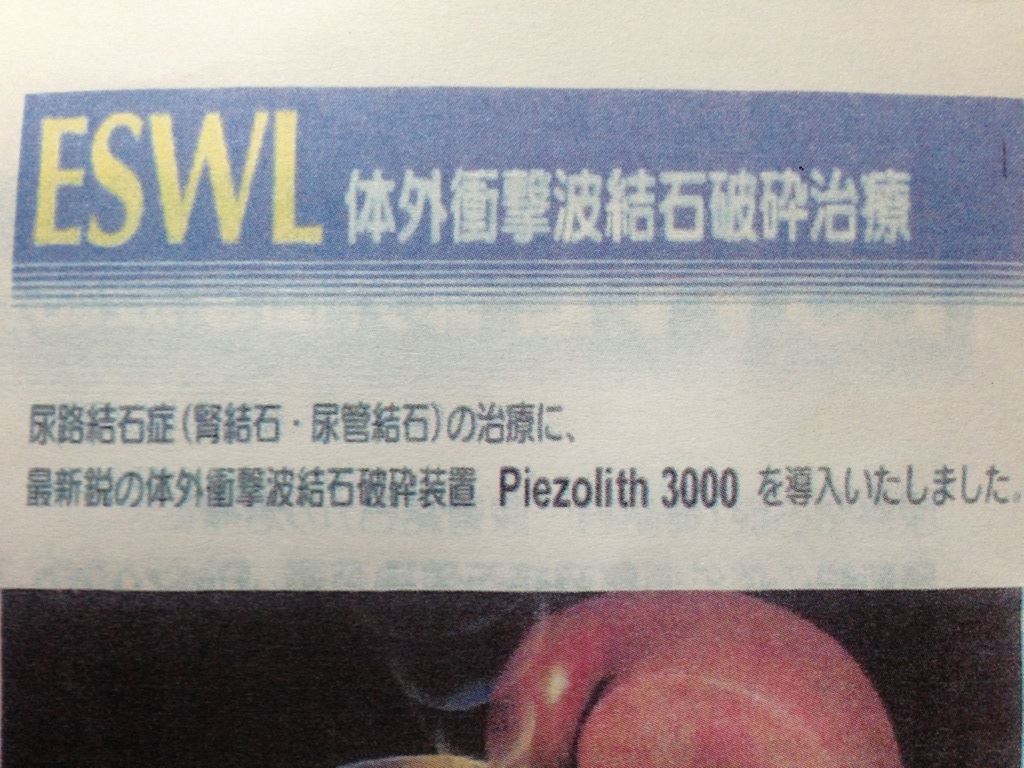 ESWL 体外衝撃波結石破砕治療
尿路結石症(腎結石・尿管結石)の治療に、
最新鋭の体外衝撃波結石破砕装置 Piezolith 3000 を導入いたしました。